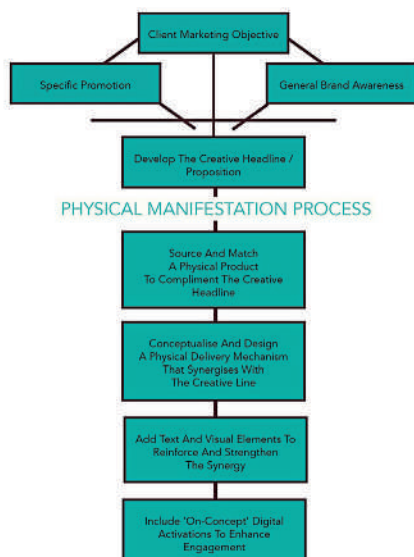 Client Marketing Objective
Specific Promotion
General Brand Awareness
Develop The Creative Headline /
Proposition
PHYSICAL MANIFESTATION PROCESS
Source And Match
A Physical Product
To Compliment The Creative
Headline
Conceptualise And Design
A Physical Delivery Mechanism
That Synergises With
The Creative Line
Add Text And Visual Elements To
Reinforce And Strengthen
The Synergy
Include 'On-Concept' Digital
Activations To Enhance
Engagement